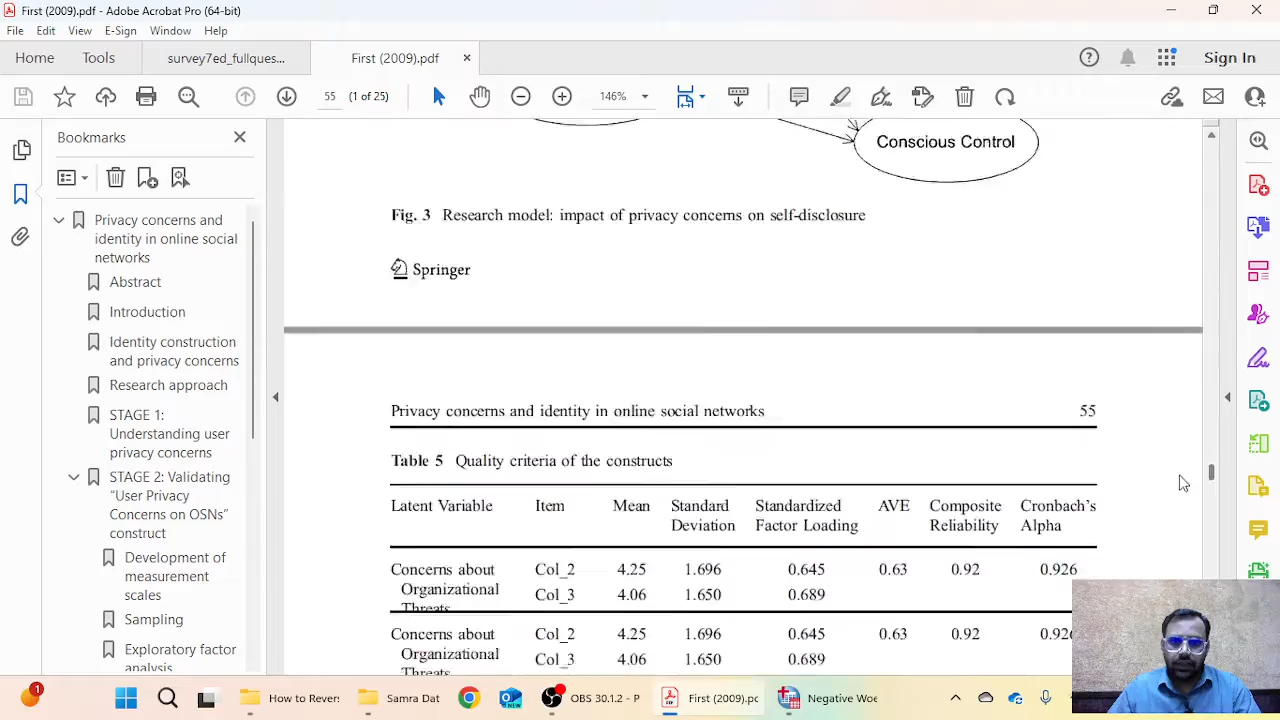 First (2009).pdf - Adobe Acrobat Pro (64-bit)
File Edit View E-Sign Window Help
Home Tools survey7ed_fullques... First (2009).pdf Sign In
55 (1 of 25) 146%
Bookmarks
Privacy concerns and
identity in online social
networks
Abstract
Introduction
Identity construction
and privacy concerns
Research approach
STAGE 1:
Understanding user
privacy concerns
STAGE 2: Validating
“User Privacy
Concerns on OSNs”
construct
Development of
measurement
scales
Sampling
Exploratory factor
analysis
Conscious Control
Fig. 3 Research model: impact of privacy concerns on self-disclosure
Springer
Privacy concerns and identity in online social networks 55
Table 5 Quality criteria of the constructs
Latent Variable Item Mean Standard Deviation Standardized Factor Loading AVE Composite Reliability Cronbach's Alpha
Concerns about Col_2 4.25 1.696 0.645 0.63 0.92 0.926
Organizational Col_3 4.06 1.650 0.689
Threats
Concerns about Col_2 4.25 1.696 0.645 0.63 0.92 0.926
Organizational Col_3 4.06 1.650 0.689
Threats
1 How to Rever OBS 30.1.2 - P First (2009).pc Negative Woe